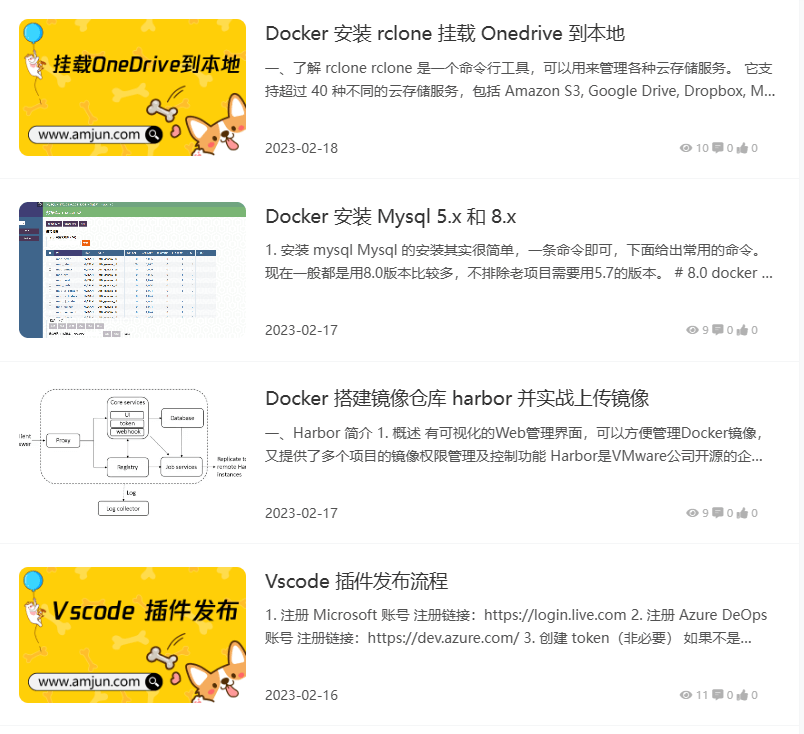 挂载OneDrive到本地
www.amjun.com
Docker 安装 rclone 挂载 Onedrive 到本地
一、了解 rclone rclone 是一个命令行工具，可以用来管理各种云存储服务。 它支
持超过 40 种不同的云存储服务，包括 Amazon S3, Google Drive, Dropbox, M...
2023-02-18
10 0 0
Docker 安装 Mysql 5.x 和 8.x
1. 安装 mysql Mysql 的安装其实很简单，一条命令即可，下面给出常用的命令。
现在一般都是用8.0版本比较多，不排除老项目需要用5.7的版本。 # 8.0 docker ...
2023-02-17
9 0 0
Core services
UI
token
webhook
Database
Proxy
Registry
Job services
Replicate to
remote Har
instances
Log
Log collector
Docker 搭建镜像仓库 harbor 并实战上传镜像
一、Harbor 简介 1. 概述 有可视化的Web管理界面，可以方便管理Docker镜像，
又提供了多个项目的镜像权限管理及控制功能 Harbor是VMware公司开源的企...
2023-02-17
9 0 0
Vscode 插件发布
www.amjun.com
Vscode 插件发布流程
1. 注册 Microsoft 账号 注册链接：https://login.live.com 2. 注册 Azure DeOps
账号 注册链接：https://dev.azure.com/ 3. 创建 token（非必要） 如果不是...
2023-02-16
11 0 0